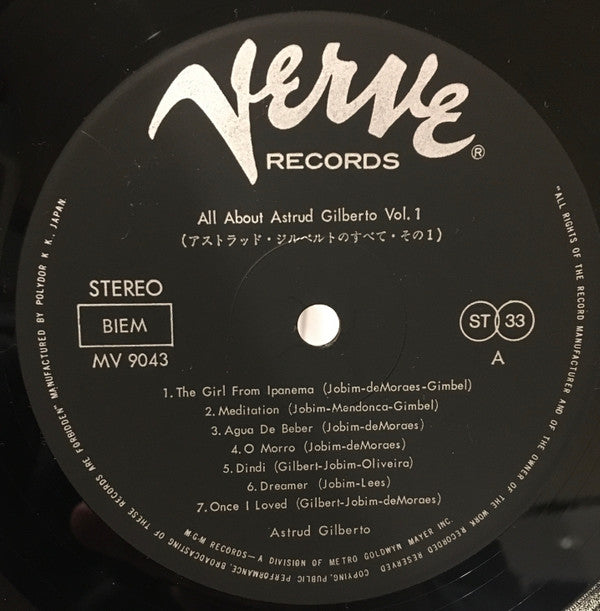 Verve
RECORDS ®
All About Astrud Gilberto Vol. 1
(アストラッド・ジルベルトのすべて・その1)
STEREO
BIEM
MV 9043
ST 33
A
1. The Girl From Ipanema (Jobim-deMoraes-Gimbel)
2. Meditation (Jobim-Mendonca-Gimbel)
3. Agua De Beber (Jobim-deMoraes)
4. O Morro (Jobim-deMoraes)
5. Dindi (Gilbert-Jobim-Oliveira)
6. Dreamer (Jobim-Lees)
7. Once I Loved (Gilbert-Jobim-deMoraes)
Astrud Gilberto
M·G·M RECORDS—A DIVISION OF METRO GOLDWYN MAYER INC.
"ALL RIGHTS OF THE RECORD MANUFACTURER AND OF THE OWNER OF THE WORK RECORDED RESERVED. COPYING, PUBLIC PERFORMANCE, BROADCASTING OF THESE RECORDS ARE FORBIDDEN" MANUFACTURED BY POLYDOR K. K., JAPAN.